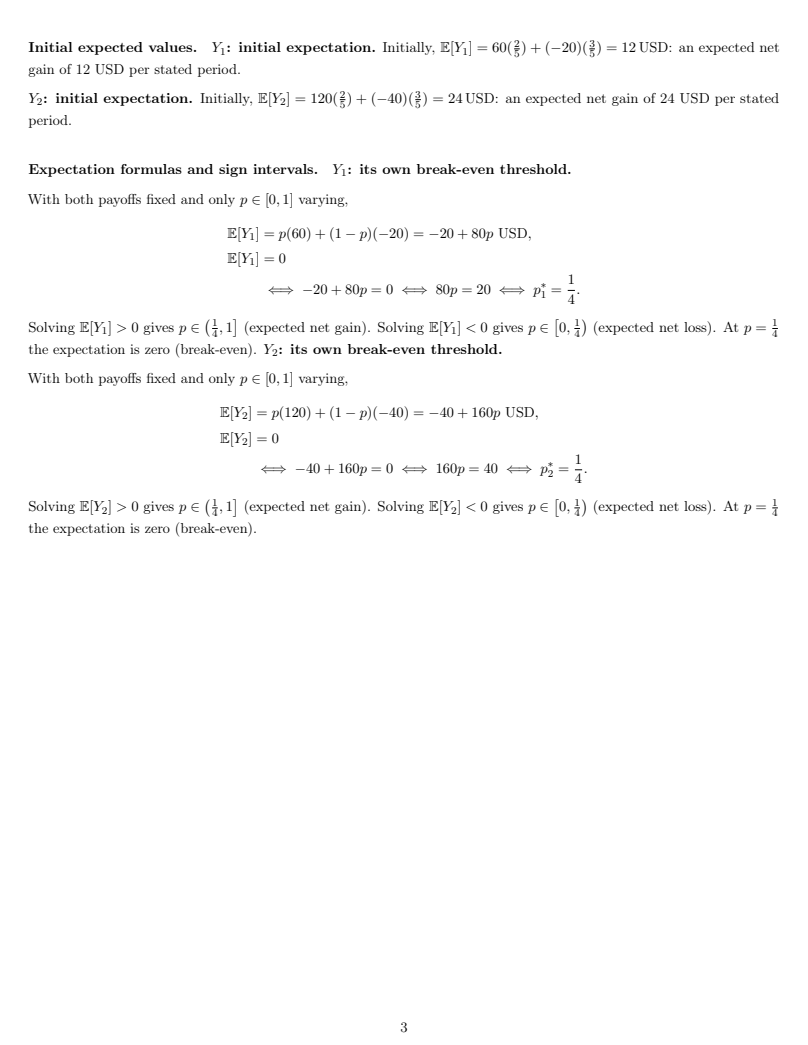 Initial expected values. Y₁: initial expectation. Initially, 𝔼[Y₁] = 60(2/5) + (−20)(3/5) = 12 USD: an expected net
gain of 12 USD per stated period.
Y₂: initial expectation. Initially, 𝔼[Y₂] = 120(2/5) + (−40)(3/5) = 24 USD: an expected net gain of 24 USD per stated
period.
Expectation formulas and sign intervals. Y₁: its own break-even threshold.
With both payoffs fixed and only p ∈ [0, 1] varying,
𝔼[Y₁] = p(60) + (1 − p)(−20) = −20 + 80p USD,
𝔼[Y₁] = 0
⟺ −20 + 80p = 0 ⟺ 80p = 20 ⟺ p₁* = 1/4.
Solving 𝔼[Y₁] > 0 gives p ∈ (1/4, 1] (expected net gain). Solving 𝔼[Y₁] < 0 gives p ∈ [0, 1/4) (expected net loss). At p = 1/4
the expectation is zero (break-even). Y₂: its own break-even threshold.
With both payoffs fixed and only p ∈ [0, 1] varying,
𝔼[Y₂] = p(120) + (1 − p)(−40) = −40 + 160p USD,
𝔼[Y₂] = 0
⟺ −40 + 160p = 0 ⟺ 160p = 40 ⟺ p₂* = 1/4.
Solving 𝔼[Y₂] > 0 gives p ∈ (1/4, 1] (expected net gain). Solving 𝔼[Y₂] < 0 gives p ∈ [0, 1/4) (expected net loss). At p = 1/4
the expectation is zero (break-even).
3